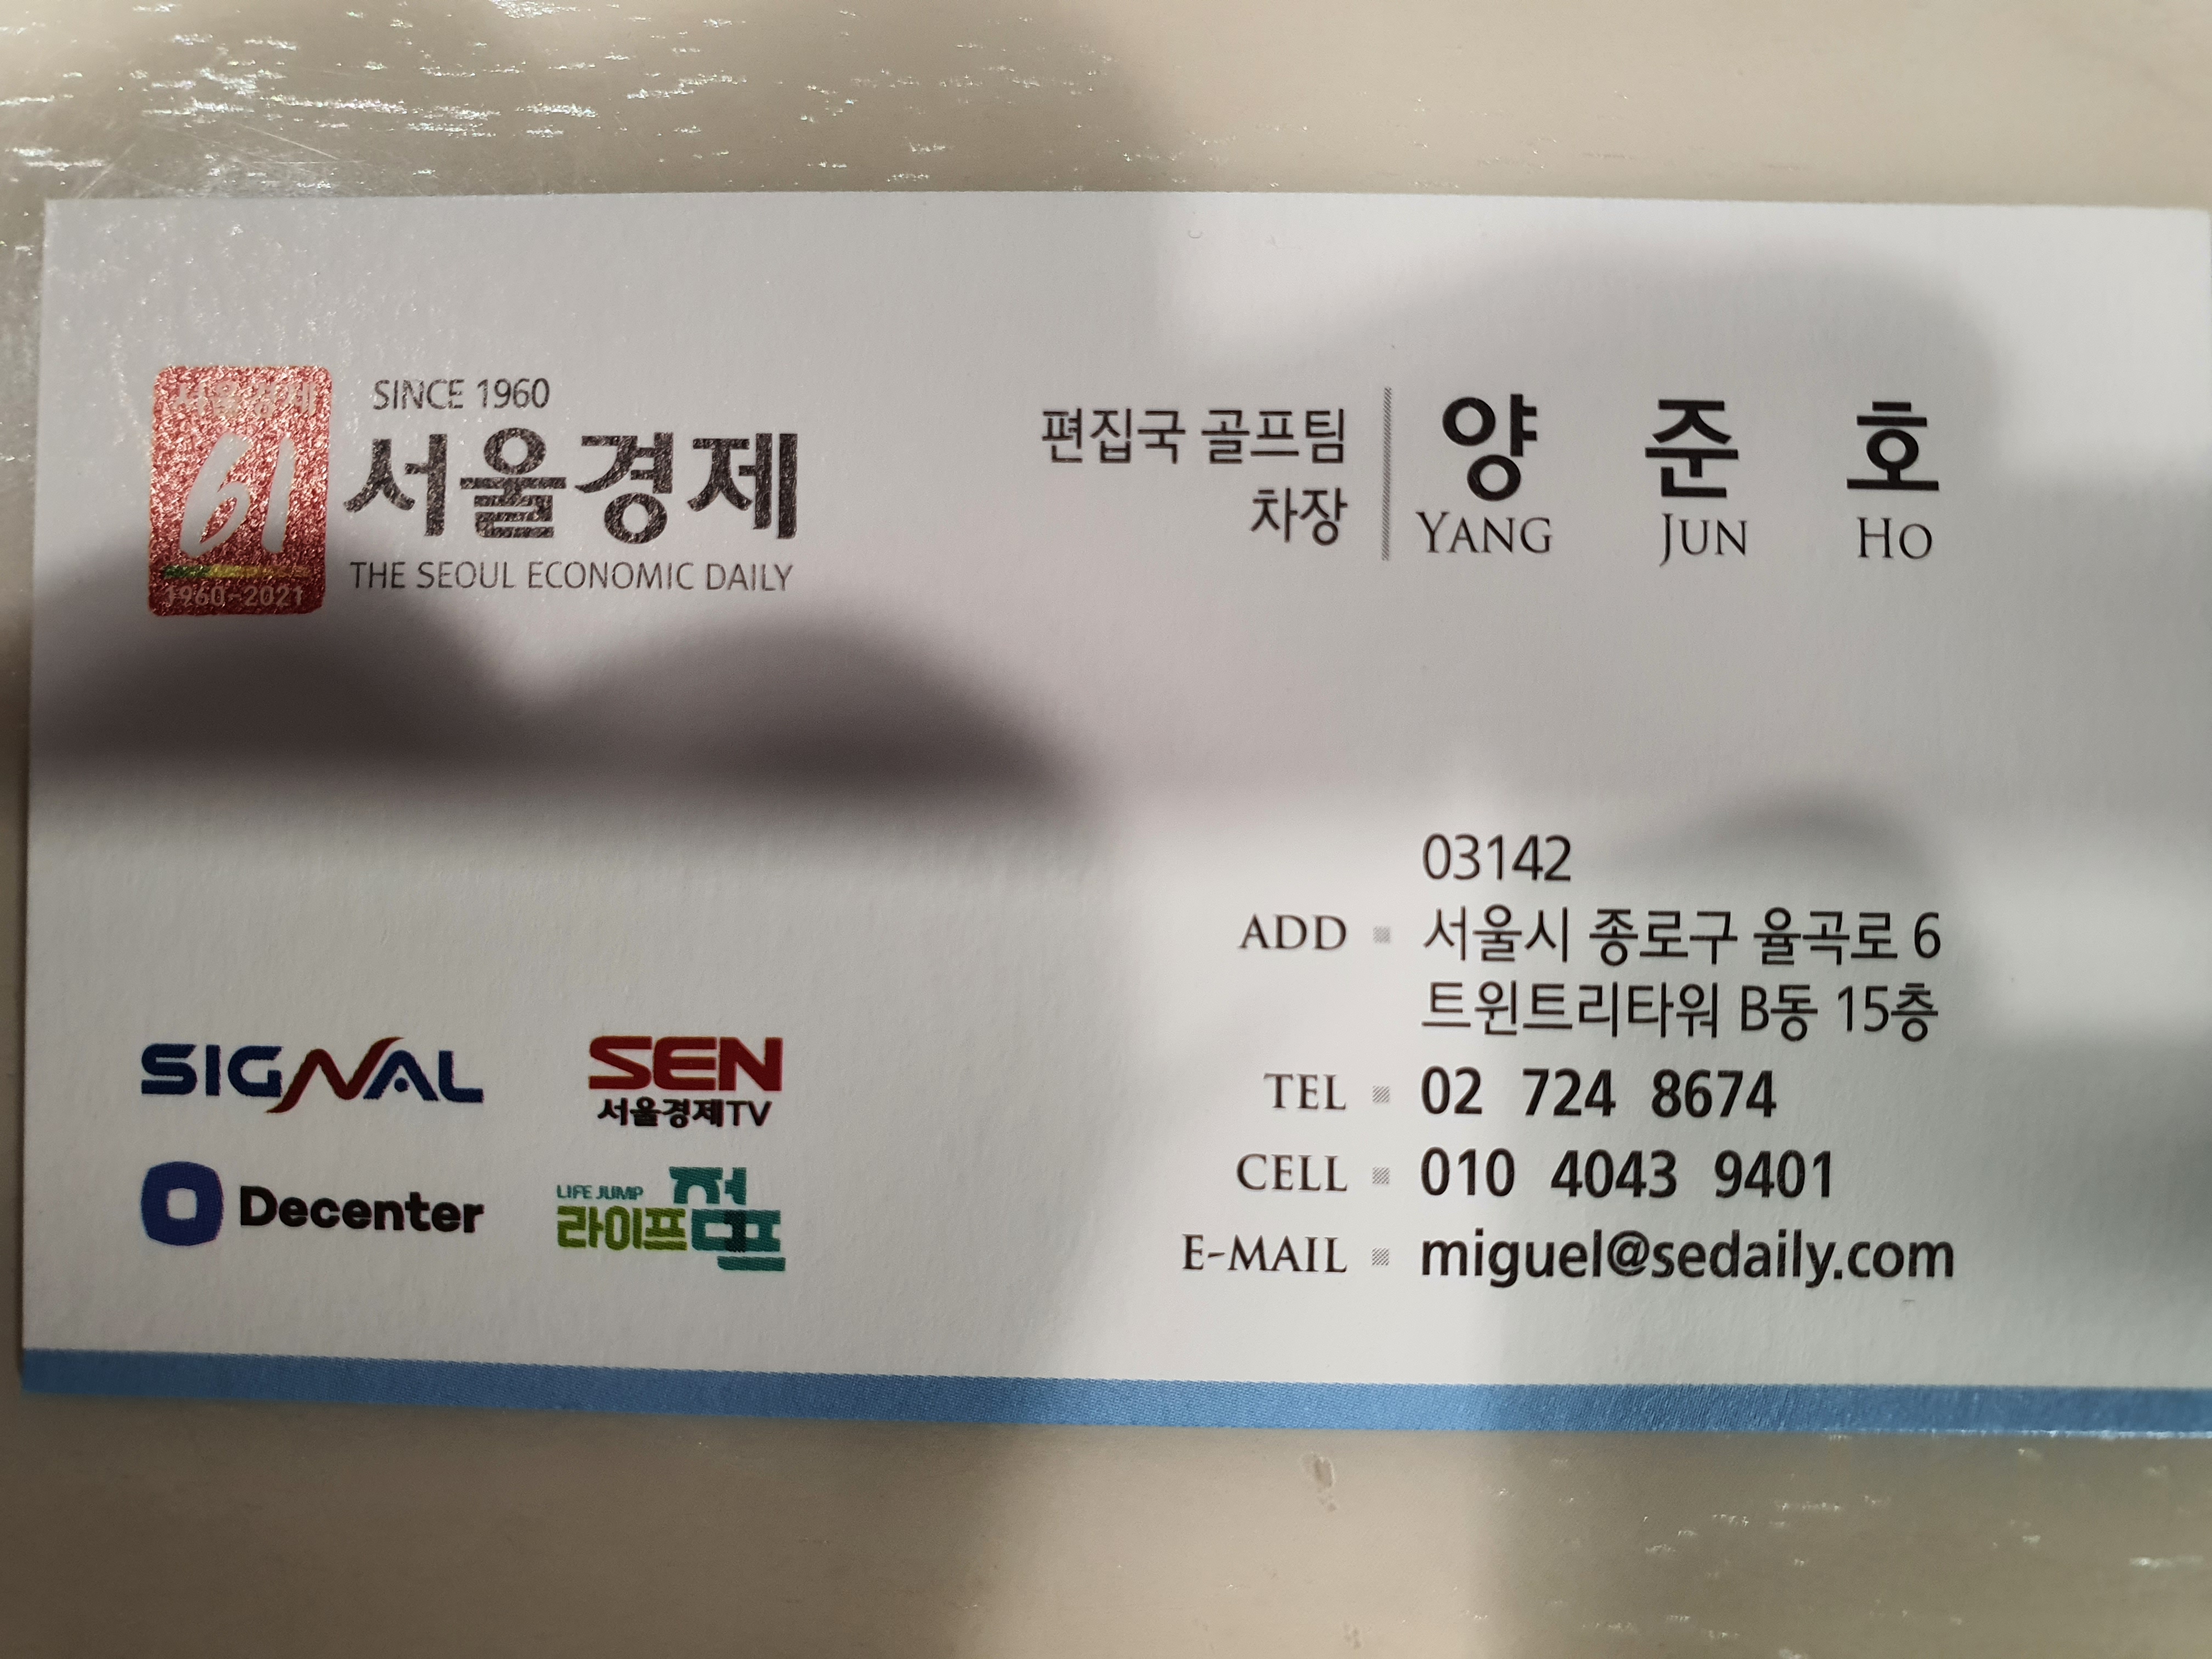 서울경제
61
1960-2021
SINCE 1960
서울경제
THE SEOUL ECONOMIC DAILY
편집국 골프팀
차장
양 준 호
YANG JUN HO
03142
ADD 서울시 종로구 율곡로 6
트윈트리타워 B동 15층
TEL 02 724 8674
CELL 010 4043 9401
E-MAIL miguel@sedaily.com
SIGNAL
SEN
서울경제TV
Decenter
LIFE JUMP
라이프점프